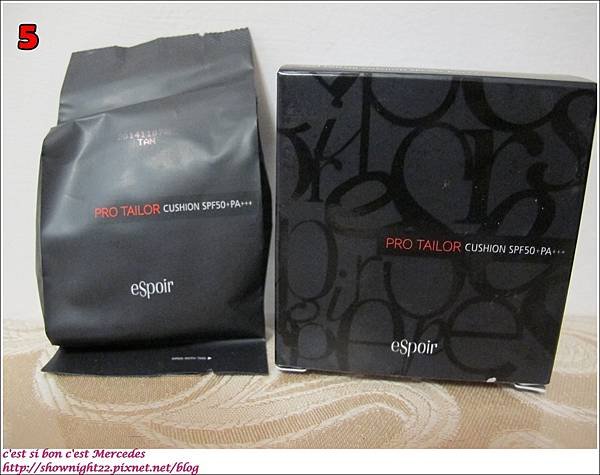 5
TAN
PRO TAILOR CUSHION SPF50+PA+++
eSpoir
PRO TAILOR CUSHION SPF50+PA+++
eSpoir
c'est si bon c'est Mercedes
http://shownight22.pixnet.net/blog